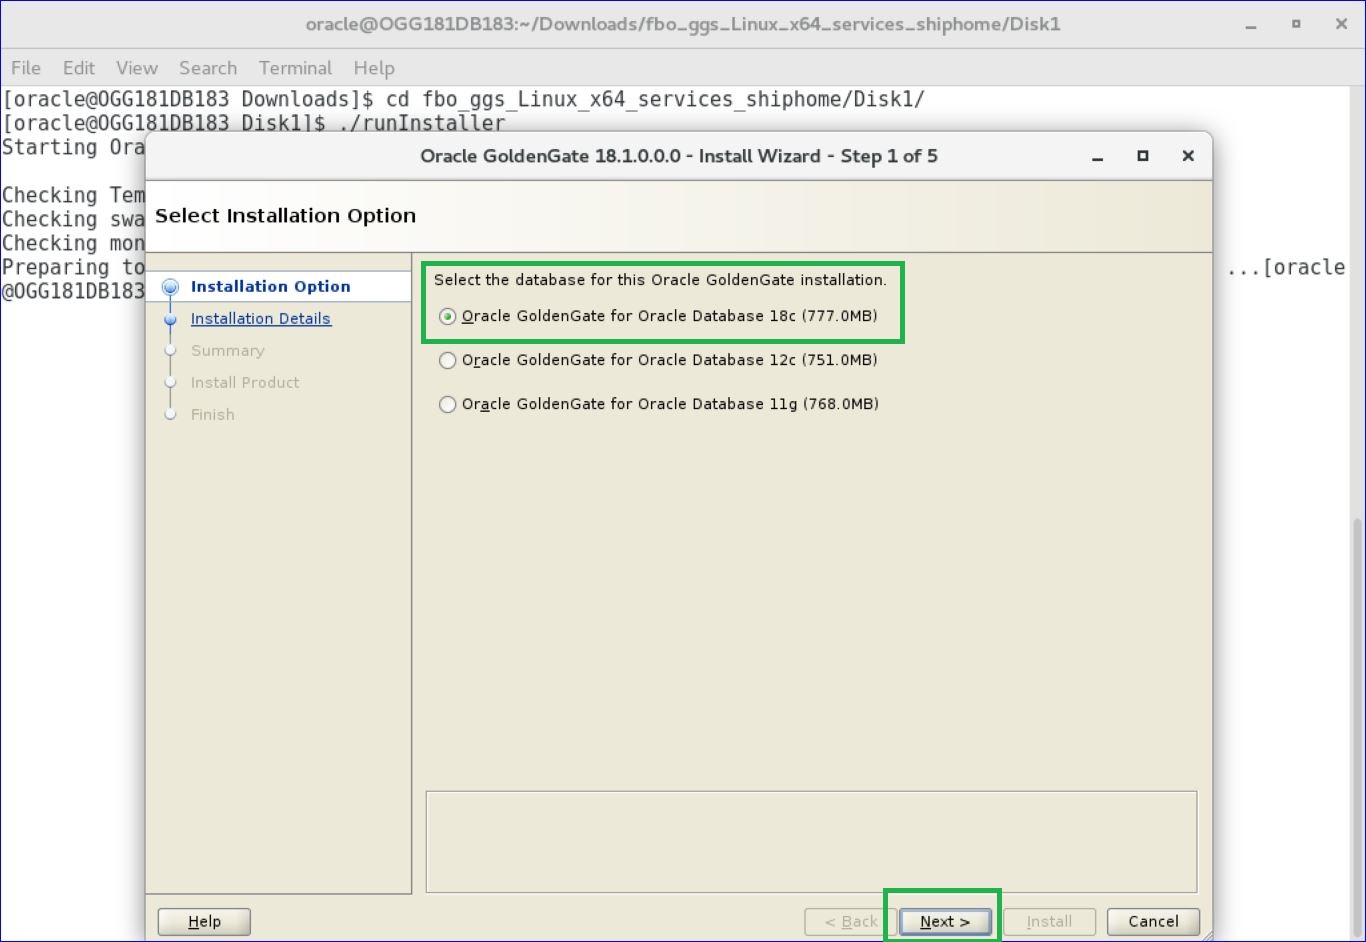 oracle@OGG181DB183:~/Downloads/fbo_ggs_Linux_x64_services_shiphome/Disk1
File Edit View Search Terminal Help
[oracle@OGG181DB183 Downloads]$ cd fbo_ggs_Linux_x64_services_shiphome/Disk1/
[oracle@OGG181DB183 Disk1]$ ./runInstaller
Starting Ora
Checking Tem
Checking swa
Checking mon
Preparing to ...[oracle
@OGG181DB183
Oracle GoldenGate 18.1.0.0.0 - Install Wizard - Step 1 of 5
Select Installation Option
Installation Option
Installation Details
Summary
Install Product
Finish
Select the database for this Oracle GoldenGate installation.
Oracle GoldenGate for Oracle Database 18c (777.0MB)
Oracle GoldenGate for Oracle Database 12c (751.0MB)
Oracle GoldenGate for Oracle Database 11g (768.0MB)
Help < Back Next > Install Cancel